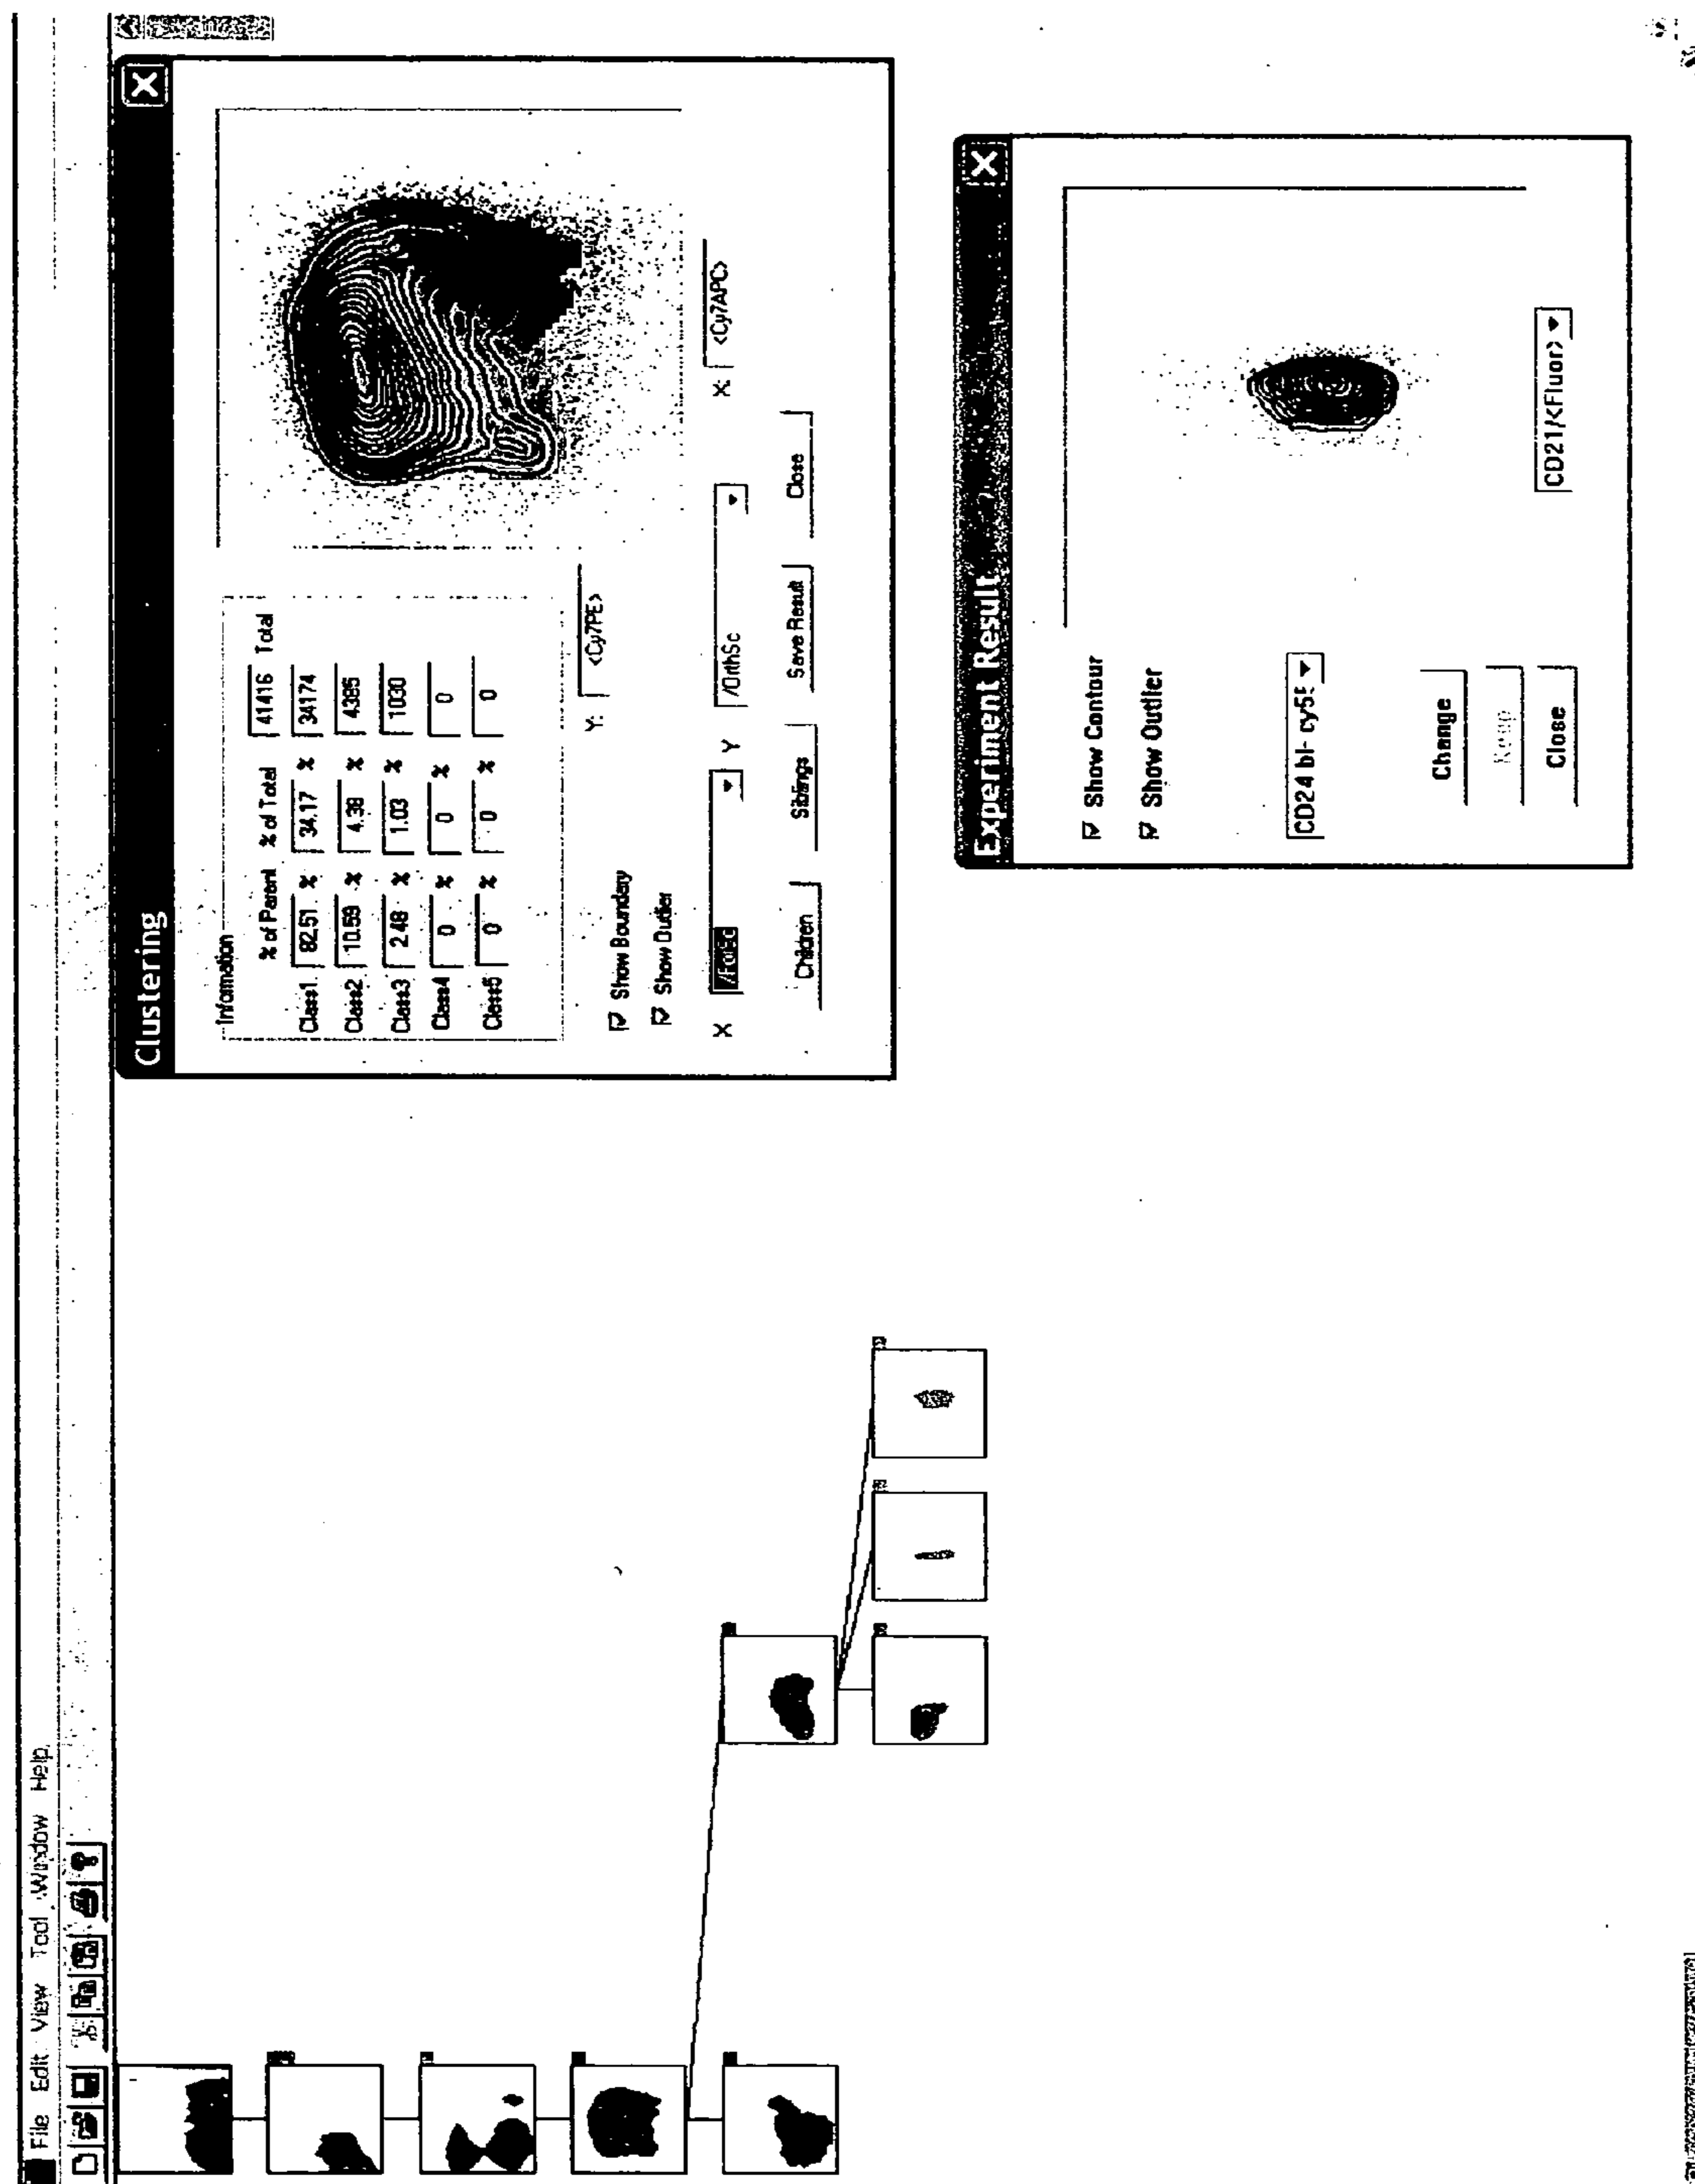 File Edit View Tool Window Help
Clustering
Information
% of Parent % of Total 41416 Total
Class1. 82.51 % 34.17 % 34174
Class2. 10.59 % 4.38 % 4385
Class3 2.48 % 1.03 % 1030
Class4 0 % 0 % 0
Class5 0 % 0 % 0
Y: <Cy7PE>
Show Boundary
Show Outlier
X: <Cy7APC>
X Y /OrthSc
Children Siblings Save Result Close
Experiment Result
Show Contour
Show Outlier
CD24 bl- cy55
CD21/<Fluor>
Change
Close